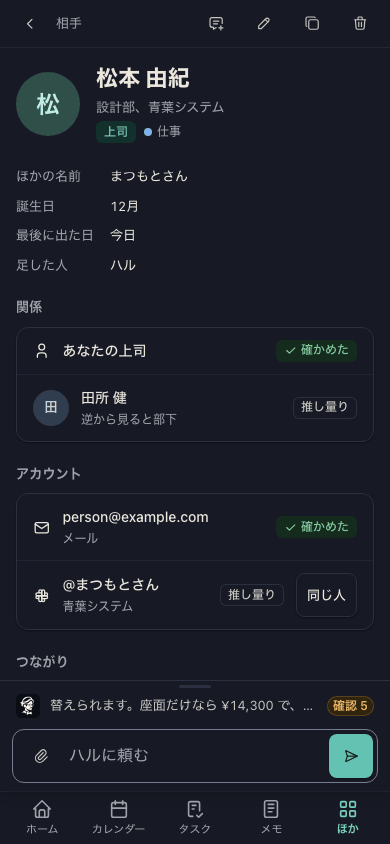 相手
松
松本 由紀
設計部、青葉システム
上司
仕事
ほかの名前 まつもとさん
誕生日 12月
最後に出た日 今日
足した人 ハル
関係
あなたの上司
確かめた
田
田所 健
逆から見ると部下
推し量り
アカウント
person@example.com
メール
確かめた
@まつもとさん
青葉システム
推し量り
同じ人
つながり
替えられます。座面だけなら ¥14,300 で、…
確認 5
ハルに頼む
ホーム
カレンダー
タスク
メモ
ほか